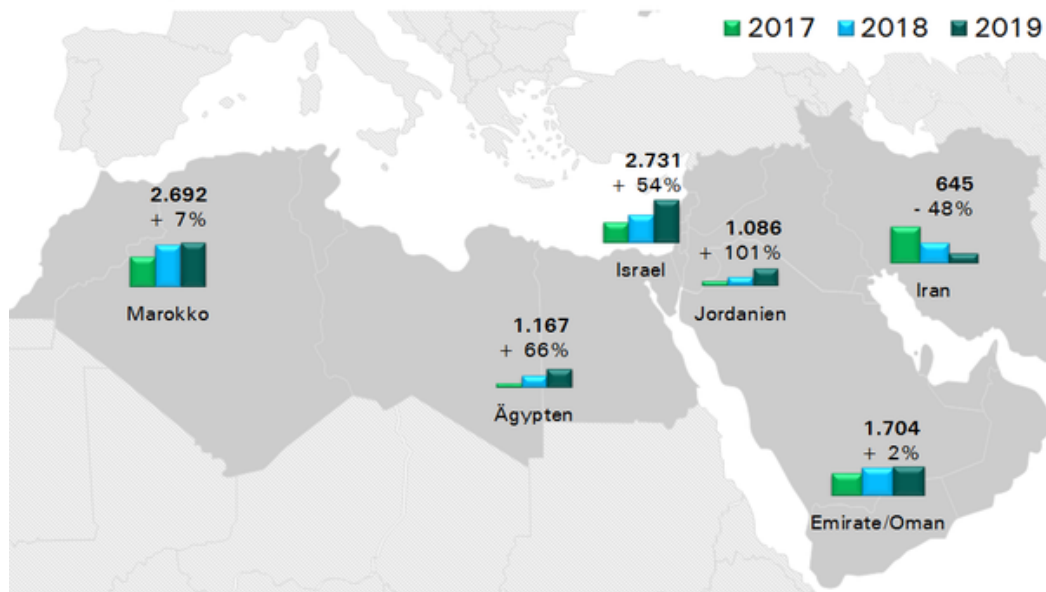 2017 2018 2019
2.692
+ 7%
Marokko
2.731
+ 54%
Israel
1.086
+ 101%
Jordanien
645
- 48%
Iran
1.167
+ 66%
Ägypten
1.704
+ 2%
Emirate/Oman